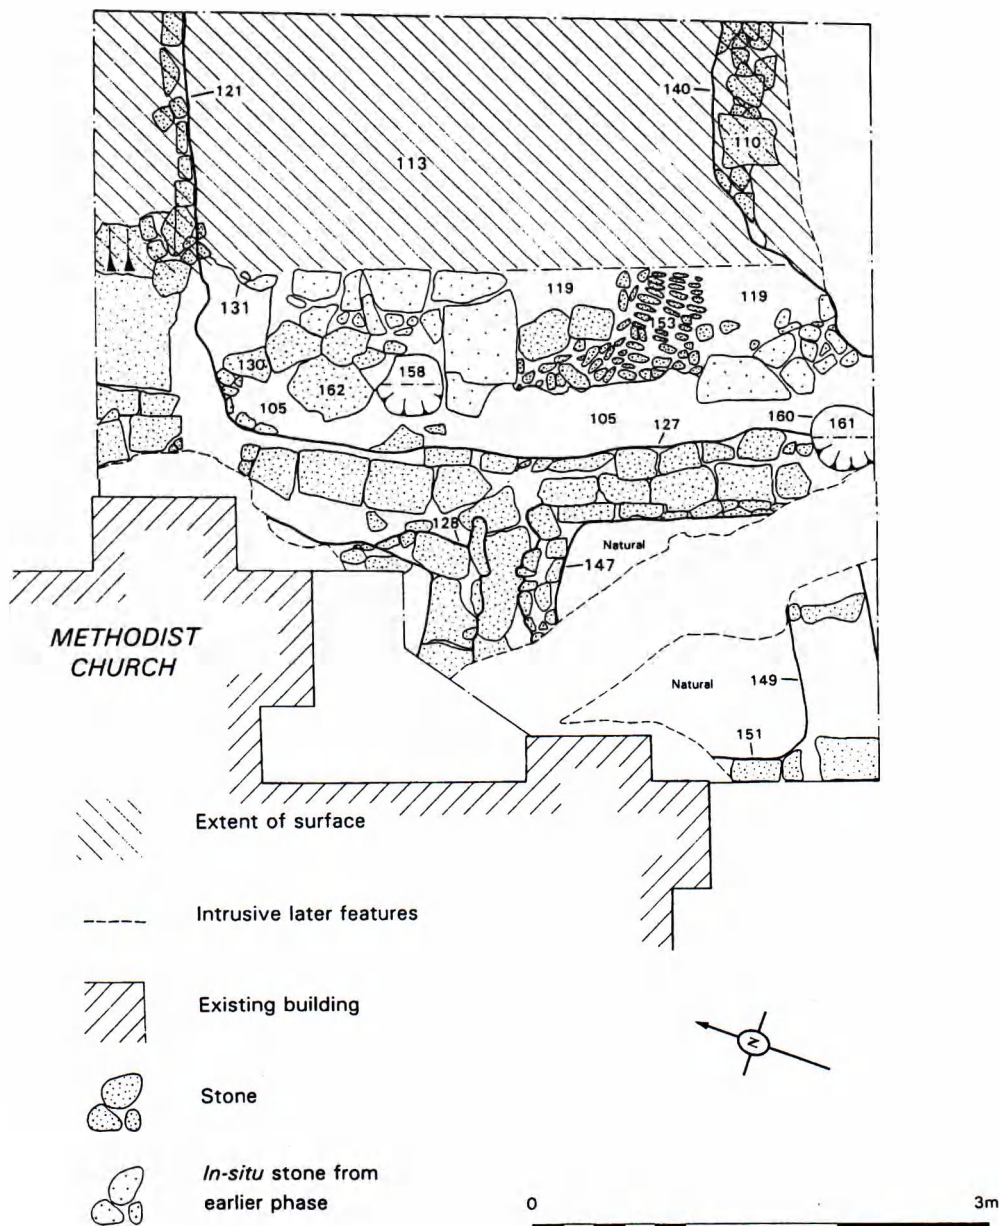 121
140
110
113
131
119
153
119
130
162
158
105
105
127
160
161
128
Natural
147
METHODIST
CHURCH
Natural
149
151
Extent of surface
Intrusive later features
Existing building
N
Stone
In-situ stone from
earlier phase
0
3m